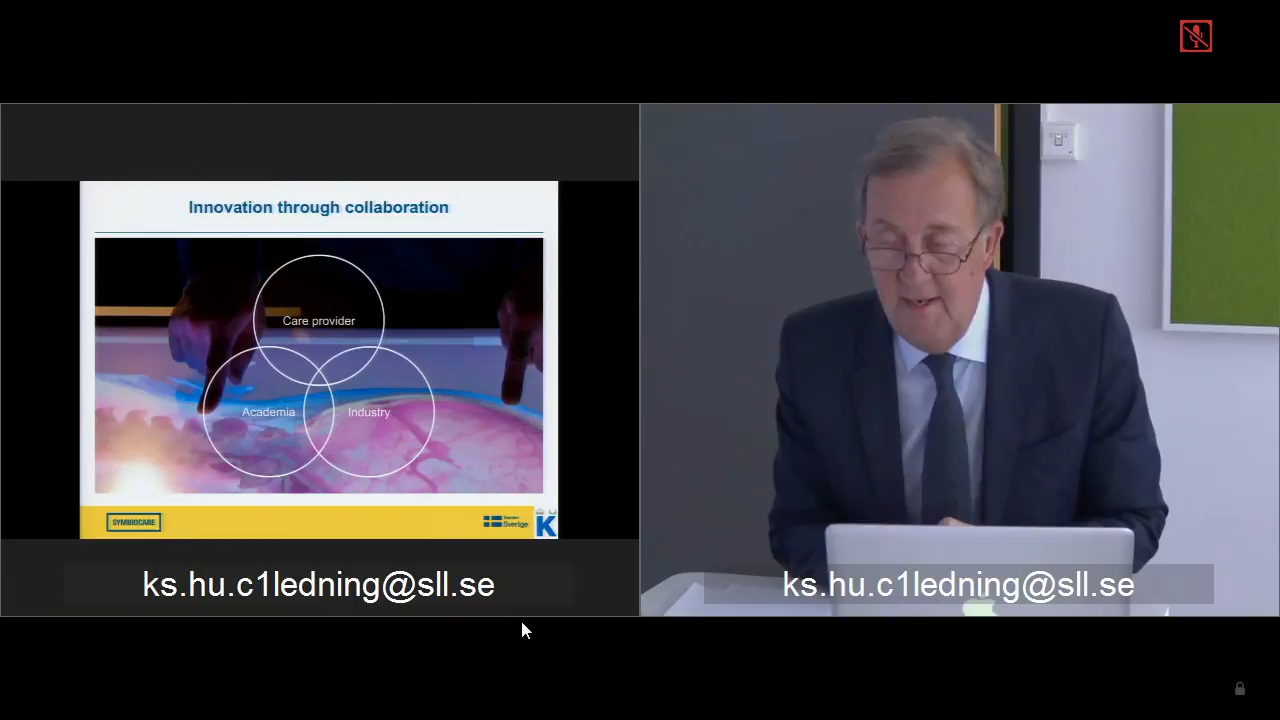 Innovation through collaboration
Care provider
Academia
Industry
SYMBIOCARE
Sweden
Sverige
K
ks.hu.c1ledning@sll.se
ks.hu.c1ledning@sll.se